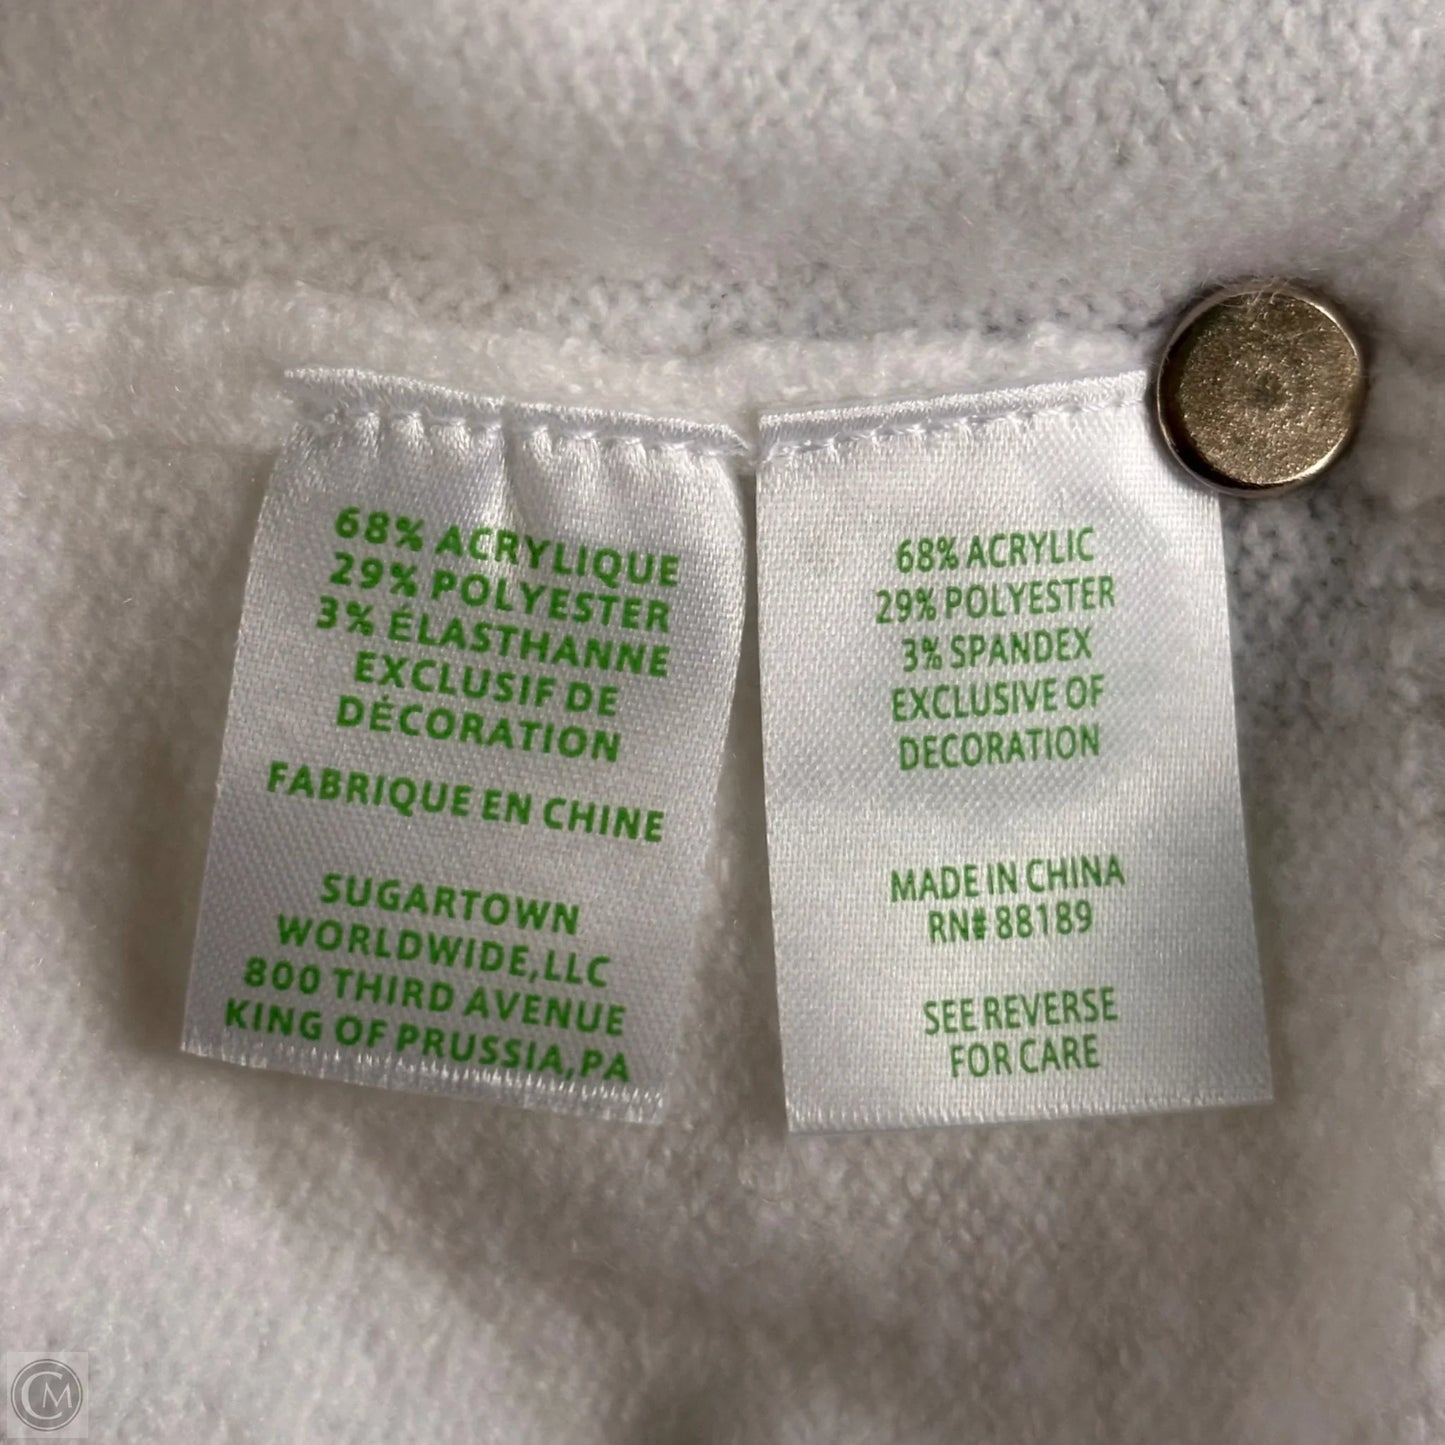 68% ACRYLIQUE
29% POLYESTER
3% ÉLASTHANNE
EXCLUSIF DE
DÉCORATION
FABRIQUE EN CHINE
SUGARTOWN
WORLDWIDE,LLC
800 THIRD AVENUE
KING OF PRUSSIA,PA
68% ACRYLIC
29% POLYESTER
3% SPANDEX
EXCLUSIVE OF
DECORATION
MADE IN CHINA
RN# 88189
SEE REVERSE
FOR CARE
CM